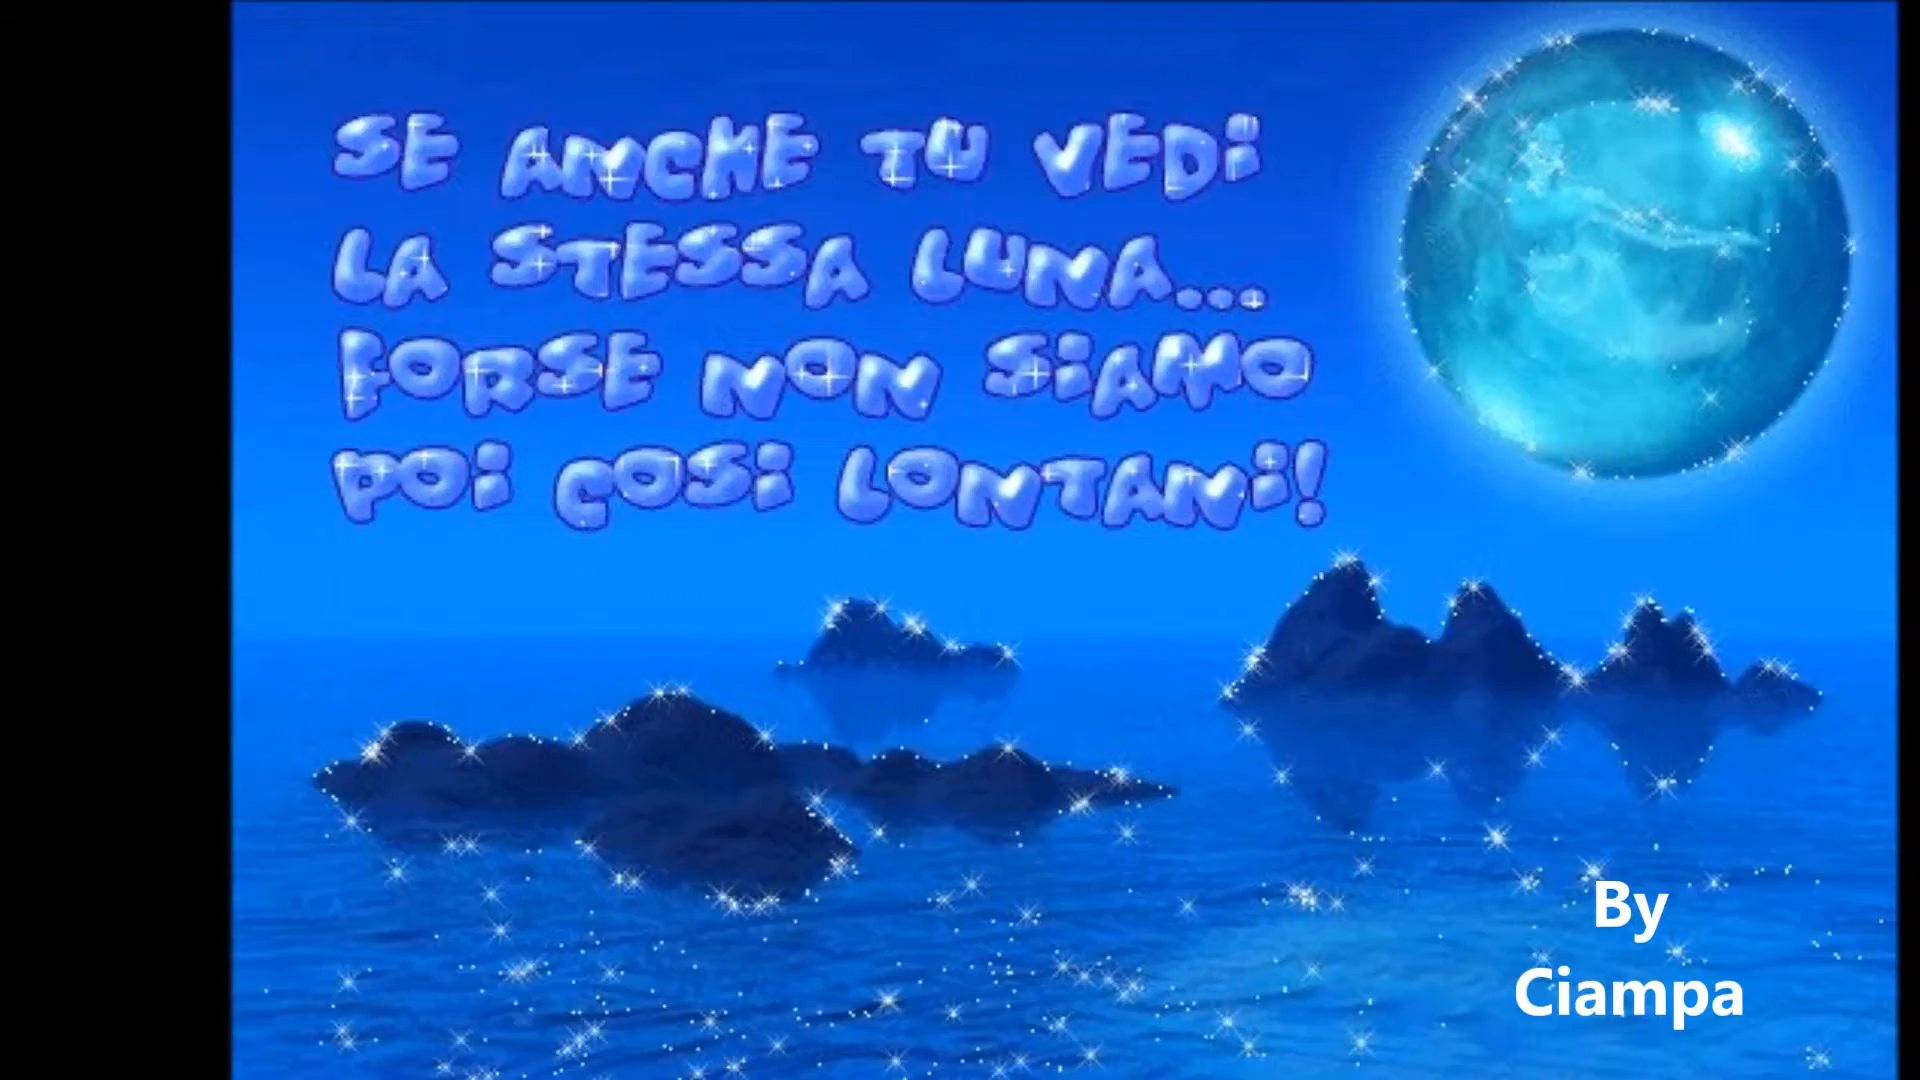 SE ANCHE TU VEDI
LA STESSA LUNA...
FORSE NON SIAMO
POI COSI LONTANI!
By
Ciampa